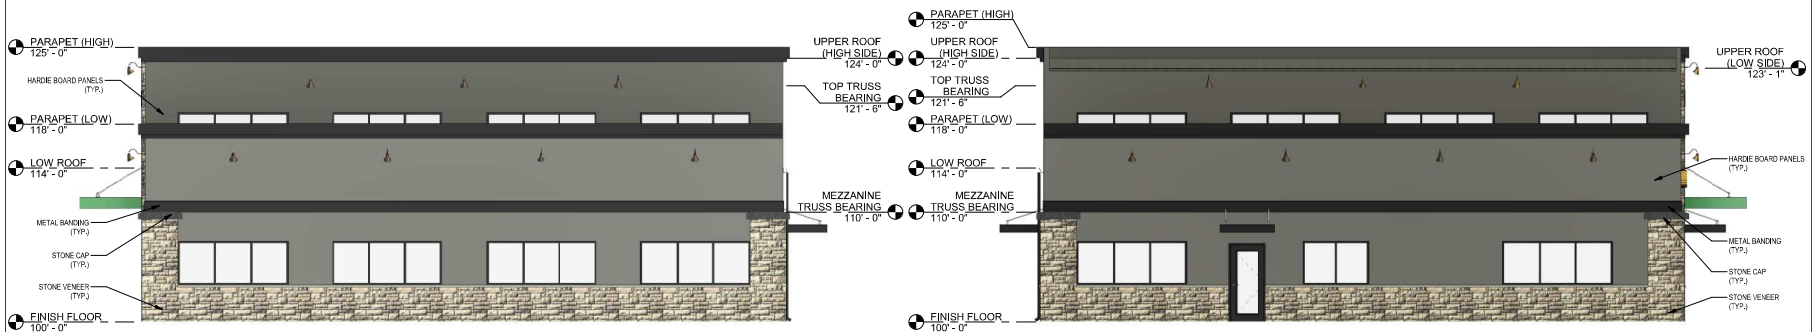 PARAPET (HIGH)
125' - 0"
HARDIE BOARD PANELS
(TYP.)
PARAPET (LOW)
118' - 0"
LOW ROOF
114' - 0"
METAL BANDING
(TYP.)
STONE CAP
(TYP.)
STONE VENEER
(TYP.)
FINISH FLOOR
100' - 0"
UPPER ROOF
(HIGH SIDE)
124' - 0"
TOP TRUSS
BEARING
121' - 6"
MEZZANINE
TRUSS BEARING
110' - 0"
PARAPET (HIGH)
125' - 0"
UPPER ROOF
(HIGH SIDE)
124' - 0"
TOP TRUSS
BEARING
121' - 6"
PARAPET (LOW)
118' - 0"
LOW ROOF
114' - 0"
MEZZANINE
TRUSS BEARING
110' - 0"
FINISH FLOOR
100' - 0"
UPPER ROOF
(LOW SIDE)
123' - 1"
HARDIE BOARD PANELS
(TYP.)
METAL BANDING
(TYP.)
STONE CAP
(TYP.)
STONE VENEER
(TYP.)